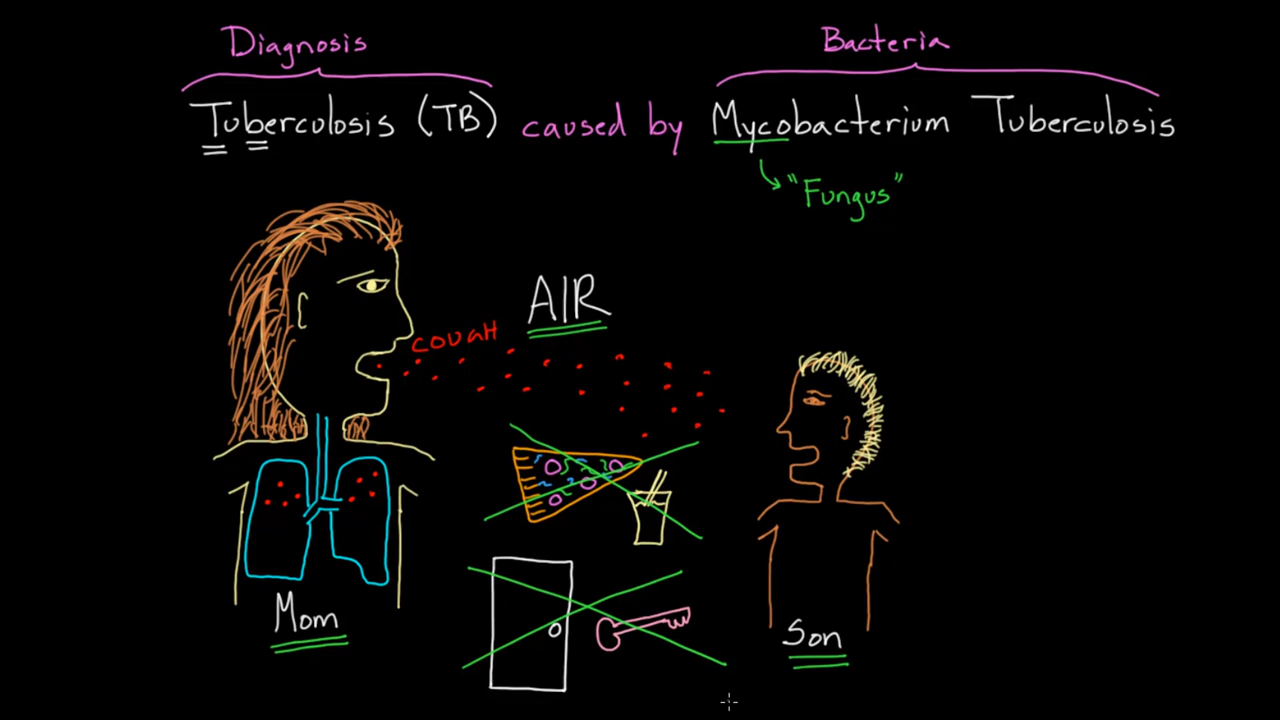 Diagnosis Bacteria
Tuberculosis (TB) caused by Mycobacterium Tuberculosis
"Fungus"
AIR
COUGH
Mom
Son